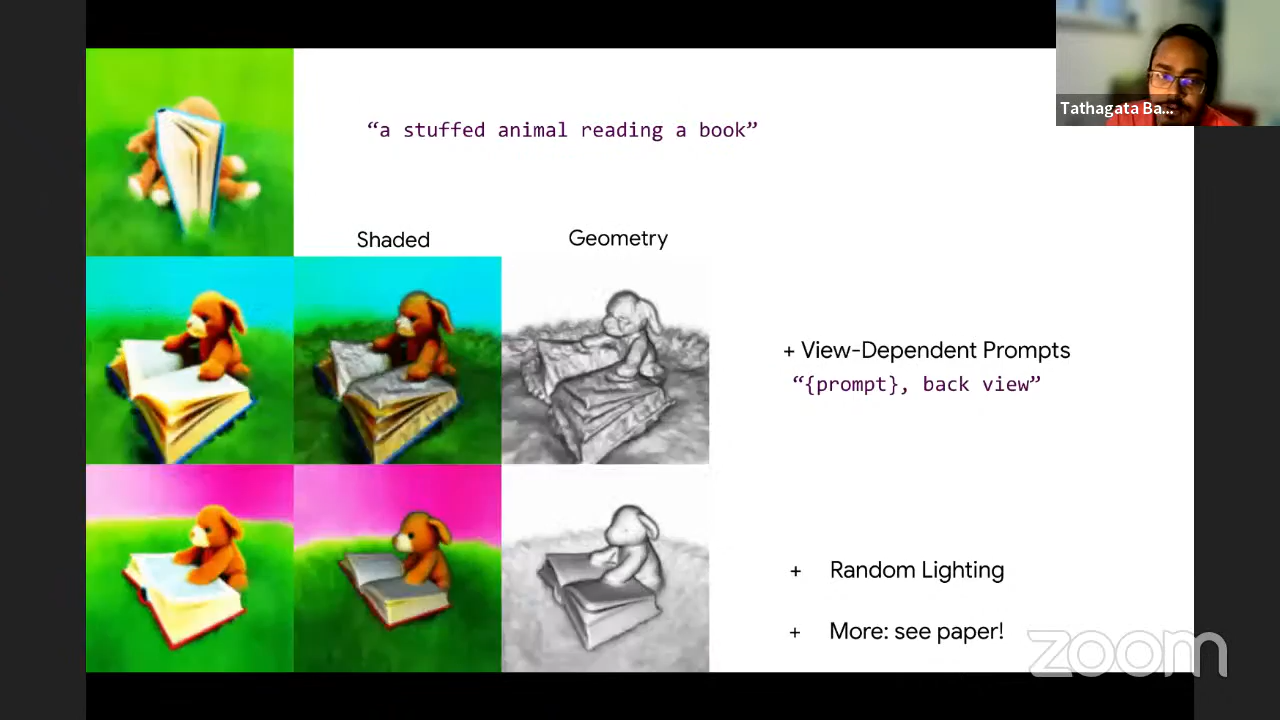 Tathagata Ba...
“a stuffed animal reading a book”
Shaded
Geometry
+ View-Dependent Prompts
“{prompt}, back view”
+ Random Lighting
+ More: see paper!
zoom